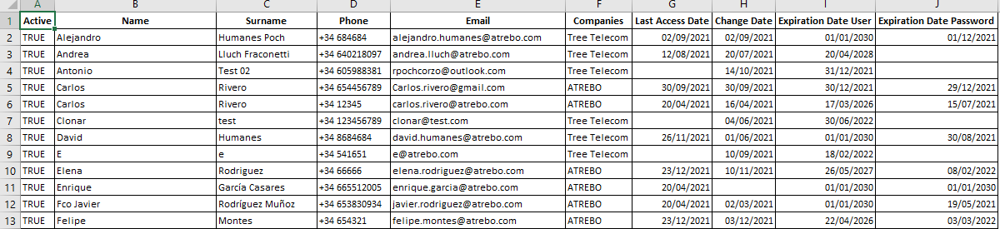 A B C D E F G H I J
1 Active Name Surname Phone Email Companies Last Access Date Change Date Expiration Date User Expiration Date Password
2 TRUE Alejandro Humanes Poch +34 684684 alejandro.humanes@atrebo.com Tree Telecom 02/09/2021 02/09/2021 01/01/2030 01/12/2021
3 TRUE Andrea Lluch Fraconetti +34 640218097 andrea.lluch@atrebo.com Tree Telecom 12/08/2021 20/07/2021 20/04/2028
4 TRUE Antonio Test 02 +34 605988381 rpochcorzo@outlook.com Tree Telecom 14/10/2021 31/12/2021
5 TRUE Carlos Rivero +34 654456789 Carlos.rivero@gmail.com ATREBO 30/09/2021 30/09/2021 30/12/2021 29/12/2021
6 TRUE Carlos Rivero +34 12345 carlos.rivero@atrebo.com ATREBO 20/04/2021 16/04/2021 17/03/2026 15/07/2021
7 TRUE Clonar test +34 123456789 clonar@test.com Tree Telecom 04/06/2021 30/06/2022
8 TRUE David Humanes +34 8684684 david.humanes@atrebo.com Tree Telecom 26/11/2021 01/06/2021 01/01/2030 30/08/2021
9 TRUE E e +34 541651 e@atrebo.com Tree Telecom 10/09/2021 18/02/2022
10 TRUE Elena Rodriguez +34 66666 elena.rodriguez@atrebo.com ATREBO 23/12/2021 10/11/2021 26/05/2027 08/02/2022
11 TRUE Enrique García Casares +34 665512005 enrique.garcia@atrebo.com ATREBO 20/04/2021 01/01/2030 01/01/2030
12 TRUE Fco Javier Rodríguez Muñoz +34 653830934 javier.rodriguez@atrebo.com ATREBO 20/04/2021 02/03/2021 01/01/2030 19/05/2021
13 TRUE Felipe Montes +34 654321 felipe.montes@atrebo.com ATREBO 23/12/2021 03/12/2021 22/04/2026 03/03/2022